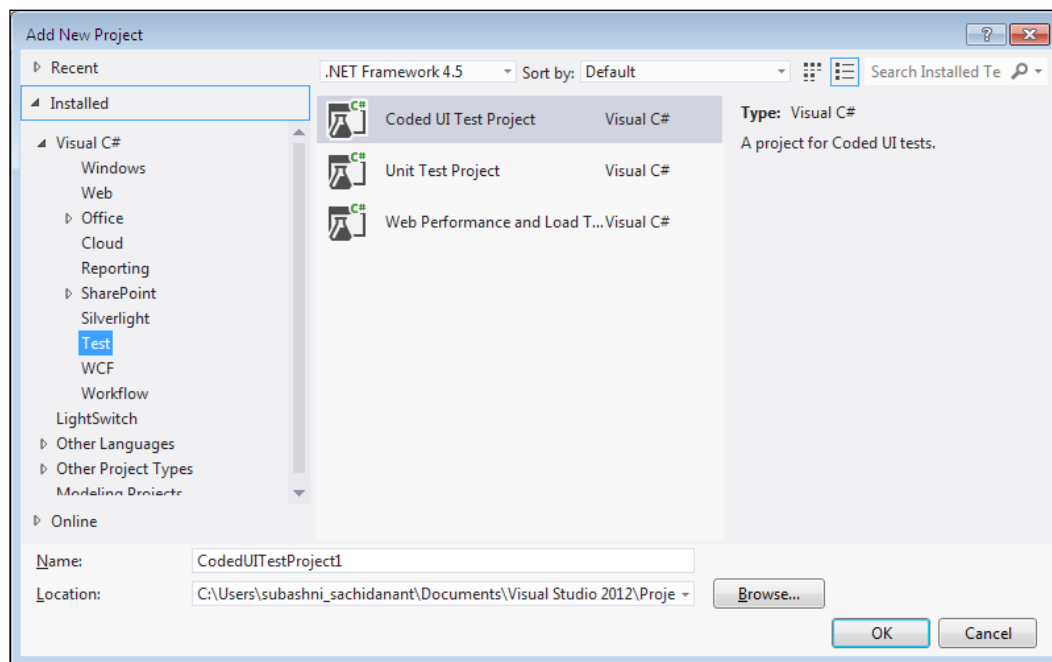 Add New Project
Recent
.NET Framework 4.5 Sort by: Default Search Installed Te
Installed
Visual C#
Windows
Web
Office
Cloud
Reporting
SharePoint
Silverlight
Test
WCF
Workflow
LightSwitch
Other Languages
Other Project Types
Modeling Projects
Online
C# Coded UI Test Project Visual C#
C# Unit Test Project Visual C#
C# Web Performance and Load T... Visual C#
Type: Visual C#
A project for Coded UI tests.
Name: CodedUITestProject1
Location: C:\Users\subashni_sachidanant\Documents\Visual Studio 2012\Proje Browse...
OK Cancel